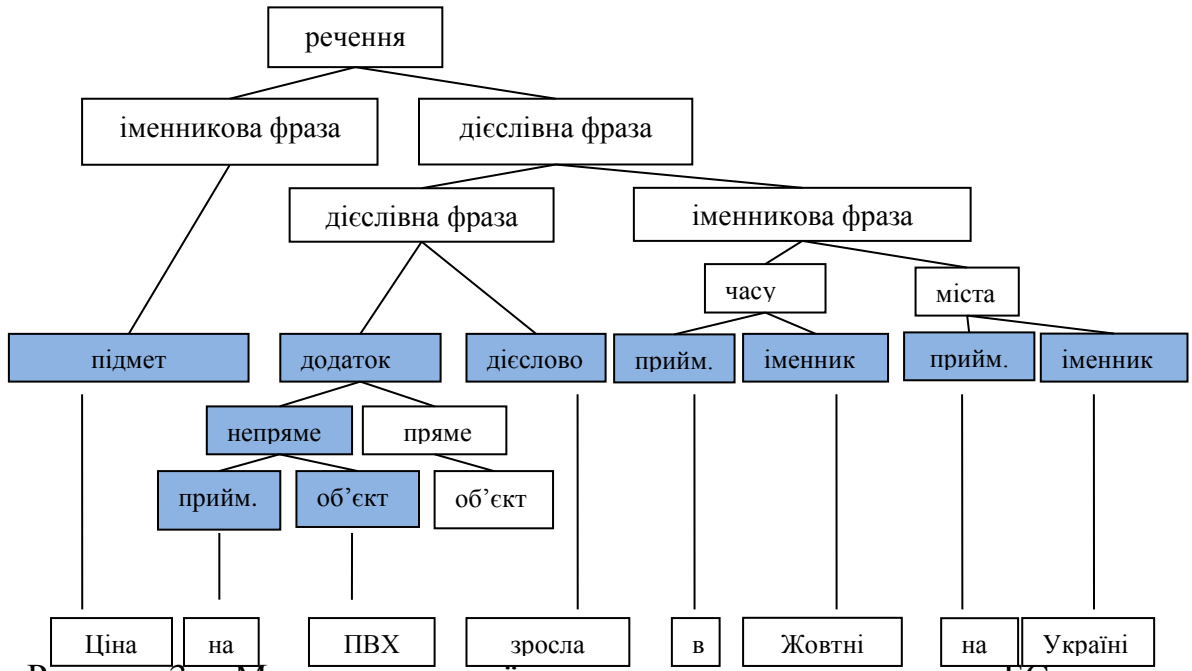 речення
іменникова фраза дієслівна фраза
дієслівна фраза іменникова фраза
часу міста
підмет додаток дієслово прийм. іменник прийм. іменник
непряме пряме
прийм. об’єкт об’єкт
Ціна на ПВХ зросла в Жовтні на Україні